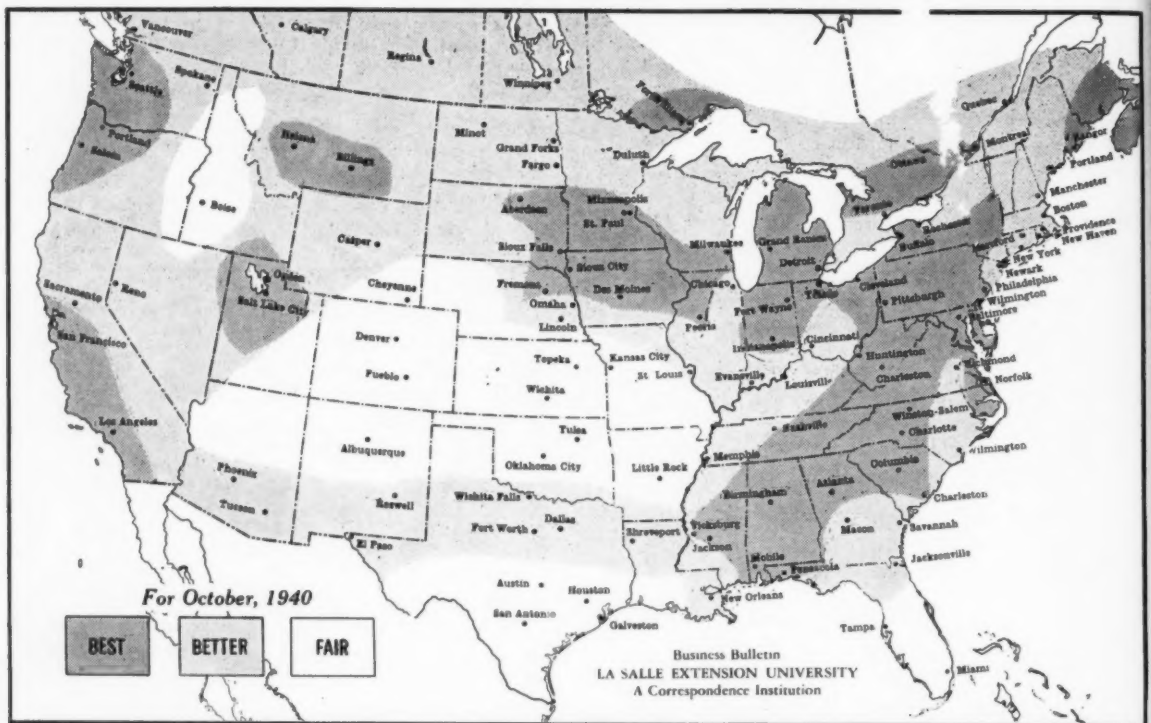 Vancouver
Calgary
Regina
Winnipeg
Quebec
Spokane
Seattle
Portland
Salem
Helena
Billings
Minot
Grand Forks
Fargo
Duluth
Ottawa
Montreal
Bangor
Portland
Boise
Aberdeen
Minneapolis
St. Paul
Toronto
Manchester
Boston
Casper
Sioux Falls
Sioux City
Milwaukee
Grand Rapids
Detroit
Rochester
Buffalo
Hartford
Providence
New Haven
New York
Newark
Sacramento
Reno
Ogden
Salt Lake City
Cheyenne
Fremont
Omaha
Lincoln
Des Moines
Chicago
Peoria
Fort Wayne
Toledo
Cleveland
Pittsburgh
Philadelphia
Wilmington
Baltimore
San Francisco
Denver
Pueblo
Topeka
Wichita
Kansas City
St Louis
Indianapolis
Cincinnati
Evansville
Louisville
Huntington
Charleston
Richmond
Norfolk
Los Angeles
Albuquerque
Tulsa
Oklahoma City
Little Rock
Memphis
Nashville
Winston-Salem
Charlotte
Wilmington
Phoenix
Tucson
Roswell
Wichita Falls
Fort Worth
Dallas
Shreveport
Vicksburg
Jackson
Birmingham
Atlanta
Columbia
Charleston
Macon
Savannah
El Paso
Austin
Houston
San Antonio
Galveston
New Orleans
Mobile
Pensacola
Jacksonville
Tampa
Miami
For October, 1940
BEST
BETTER
FAIR
Business Bulletin
LA SALLE EXTENSION UNIVERSITY
A Correspondence Institution